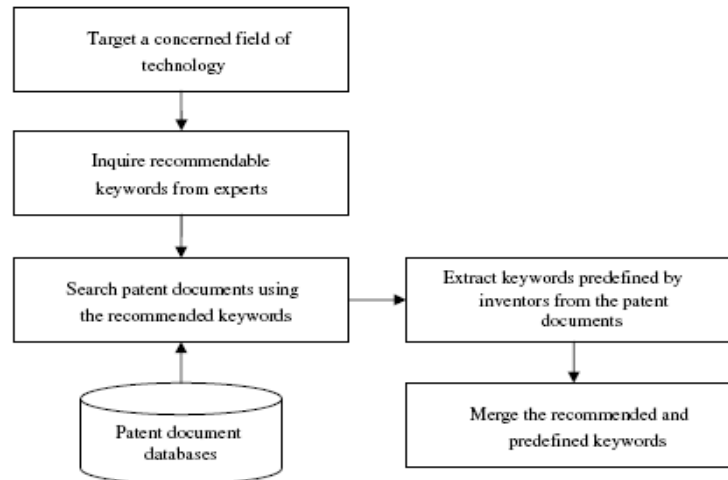 Target a concerned field of
technology
Inquire recommendable
keywords from experts
Search patent documents using
the recommended keywords
Extract keywords predefined by
inventors from the patent
documents
Patent document
databases
Merge the recommended and
predefined keywords